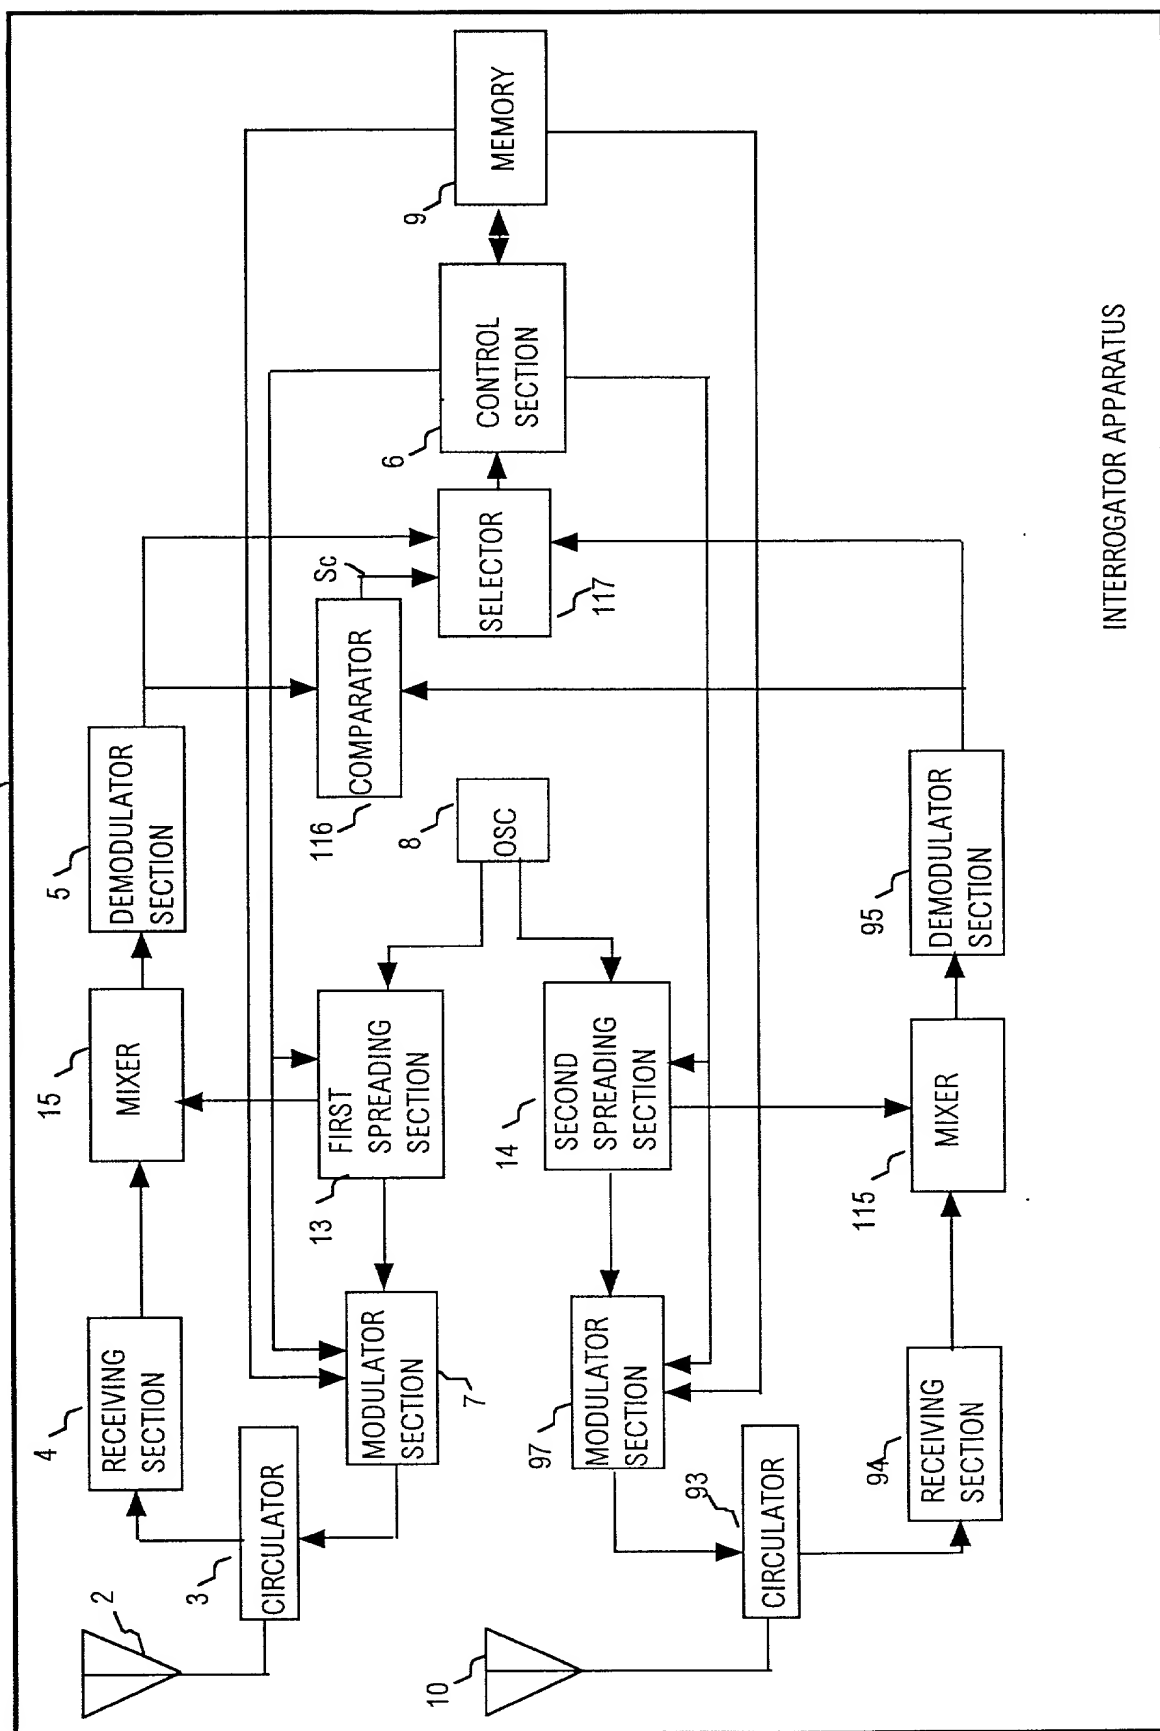 2
3
CIRCULATOR
4
RECEIVING
SECTION
15
MIXER
5
DEMODULATOR
SECTION
7
MODULATOR
SECTION
13
FIRST
SPREADING
SECTION
116
COMPARATOR
Sc
8
OSC
SELECTOR
117
6
CONTROL
SECTION
9
MEMORY
10
93
CIRCULATOR
97
MODULATOR
SECTION
14
SECOND
SPREADING
SECTION
94
RECEIVING
SECTION
115
MIXER
95
DEMODULATOR
SECTION
INTERROGATOR APPARATUS